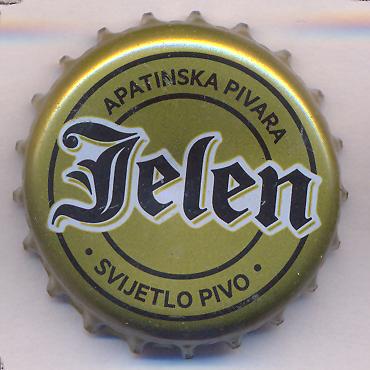 APATINSKA PIVARA
Jelen
• SVIJETLO PIVO •